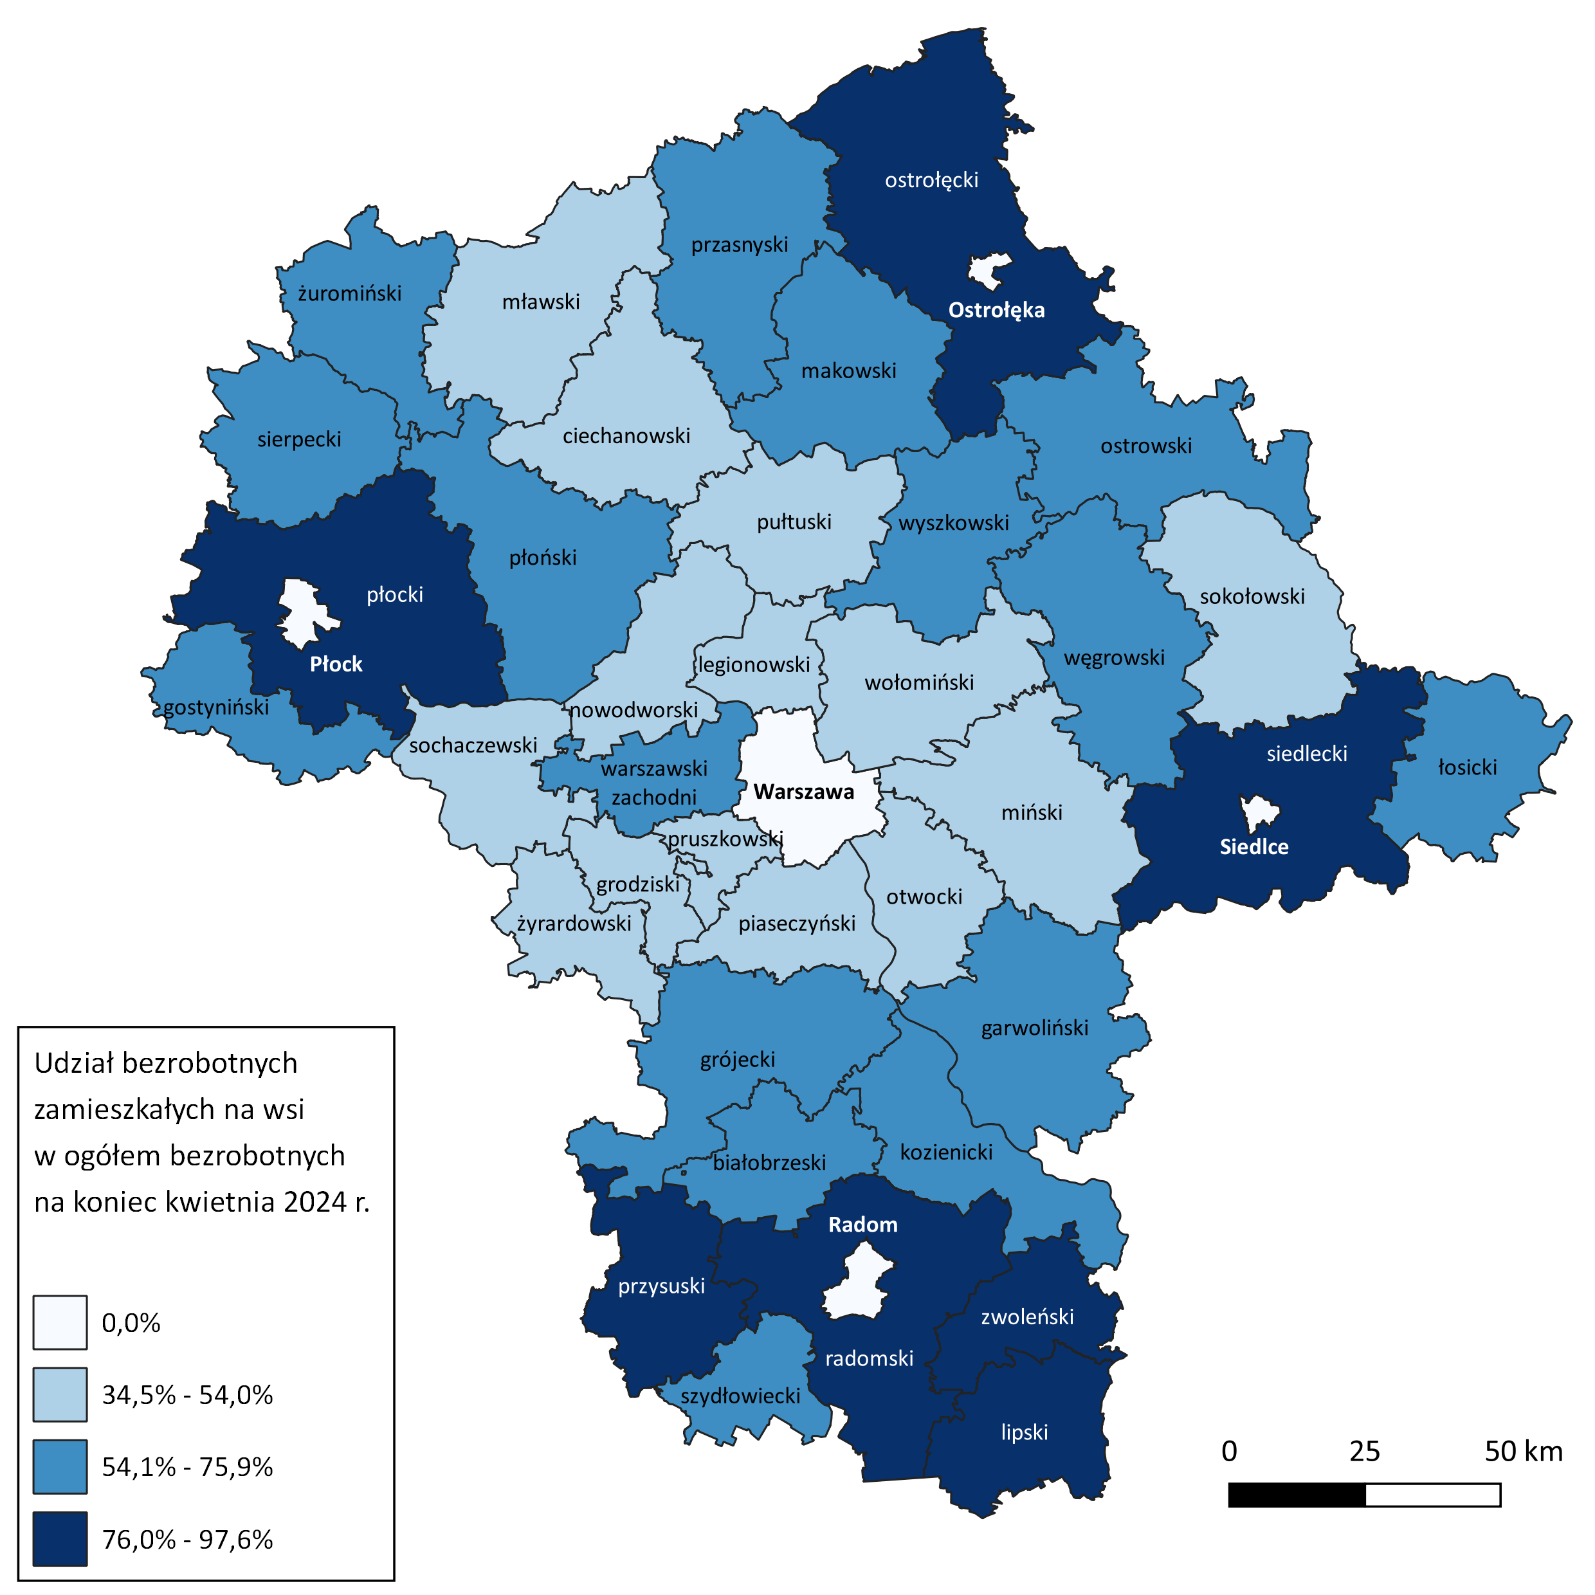 ostrołęcki
przasnyski
żuromiński
mławski
Ostrołęka
makowski
ciechanowski
sierpecki
ostrowski
pułtuski
wyszkowski
płoński
płocki
sokołowski
Płock
legionowski
węgrowski
wołomiński
gostyniński
nowodworski
sochaczewski
siedlecki
warszawski
zachodni
łosicki
Warszawa
miński
pruszkowski
Siedlce
grodziski
otwocki
żyrardowski
piaseczyński
garwoliński
grójecki
kozienicki
białobrzeski
Radom
przysuski
zwoleński
radomski
szydłowiecki
lipski
Udział bezrobotnych
zamieszkałych na wsi
w ogółem bezrobotnych
na koniec kwietnia 2024 r.
0,0%
34,5% - 54,0%
54,1% - 75,9%
76,0% - 97,6%
0 25 50 km